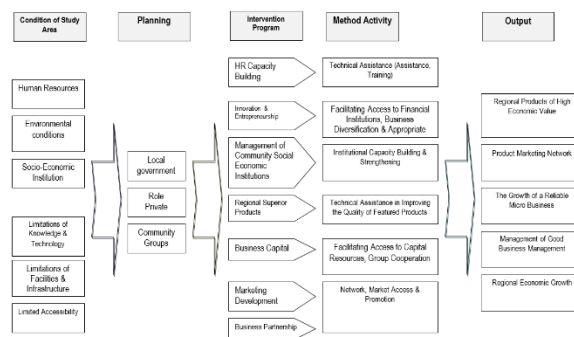 Condition of Study
Area
Planning
Intervention
Program
Method Activity
Output
Human Resources
Environmental
conditions
Socio-Economic
Institution
Limitations of
Knowledge & 
Technology
Limitations of
Facilities &
Infrastructure
Limited Accessibility
Local
government
Role
Private
Community
Groups
HR Capacity
Building
Innovation &
Entrepreneurship
Management of
Community Social
Economic
Institutions
Regional Superior
Products
Business Capital
Marketing
Development
Business Partnership
Technical Assistance (Assistance,
Training)
Facilitating Access to Financial
Institutions, Business
Diversification & Appropriate
Institutional Capacity Building &
Strengthening
Technical Assistance in Improving
the Quality of Featured Products
Facilitating Access to Capital
Resources, Group Cooperation
Network, Market Access &
Promotion
Regional Products of High
Economic Value
Product Marketing Network
The Growth of a Reliable
Micro Business
Management of Good
Business Management
Regional Economic Growth